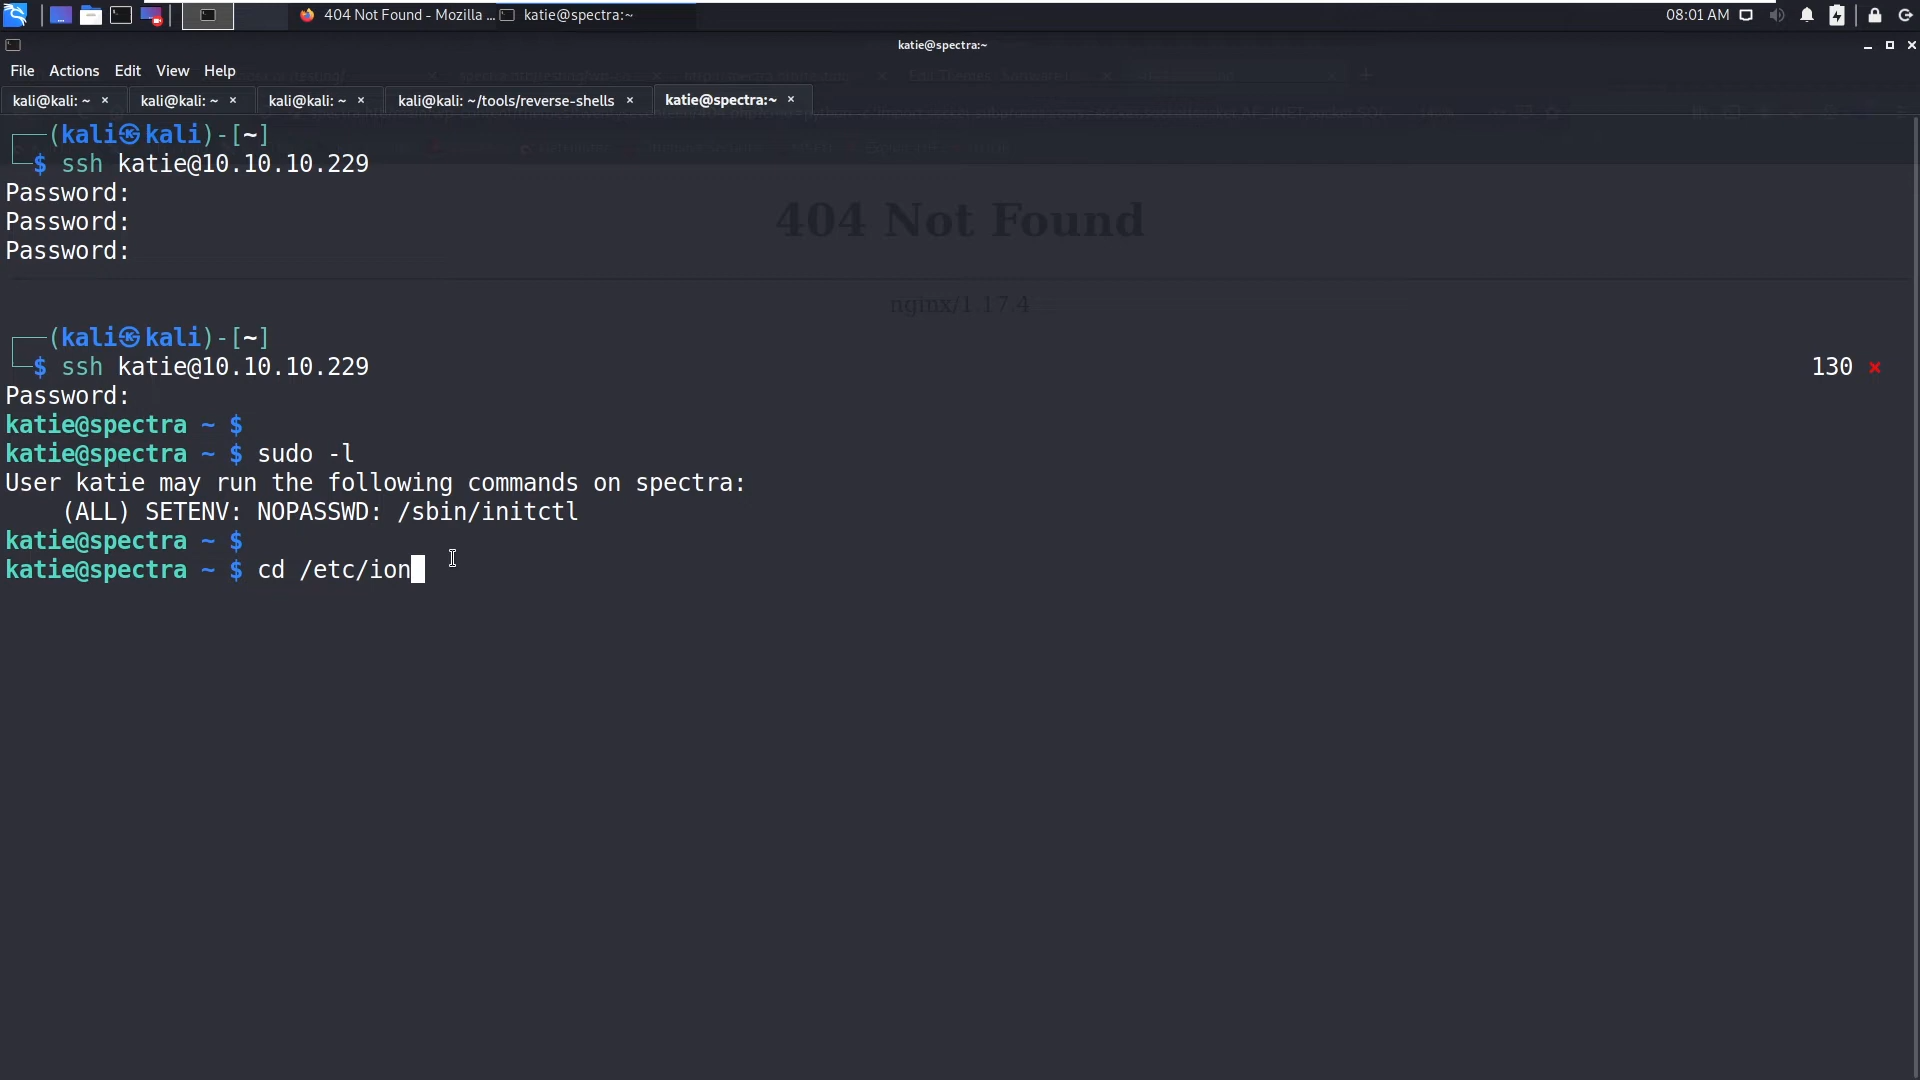 404 Not Found - Mozilla ...
katie@spectra:~
08:01 AM
katie@spectra:~
File Actions Edit View Help
kali@kali: ~ × kali@kali: ~ × kali@kali: ~ × kali@kali: ~/tools/reverse-shells × katie@spectra:~ ×
┌──(kali㉿kali)-[~]
└─$ ssh katie@10.10.10.229
Password:
Password:
Password:
404 Not Found
nginx/1.17.4
┌──(kali㉿kali)-[~]
└─$ ssh katie@10.10.10.229 130 ×
Password:
katie@spectra ~ $
katie@spectra ~ $ sudo -l
User katie may run the following commands on spectra:
(ALL) SETENV: NOPASSWD: /sbin/initctl
katie@spectra ~ $
katie@spectra ~ $ cd /etc/ion